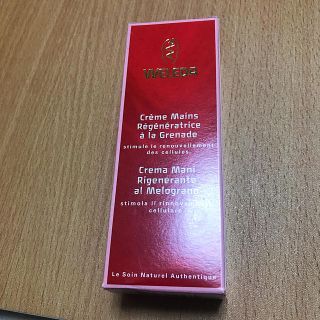 WELEDA
Crème Mains
Régénératrice
à la Grenade
stimule le renouvellement
des cellules.
Crema Mani
Rigenerante
al Melograno
stimola il rinnovamento
cellulare.
Le Soin Naturel Authentique